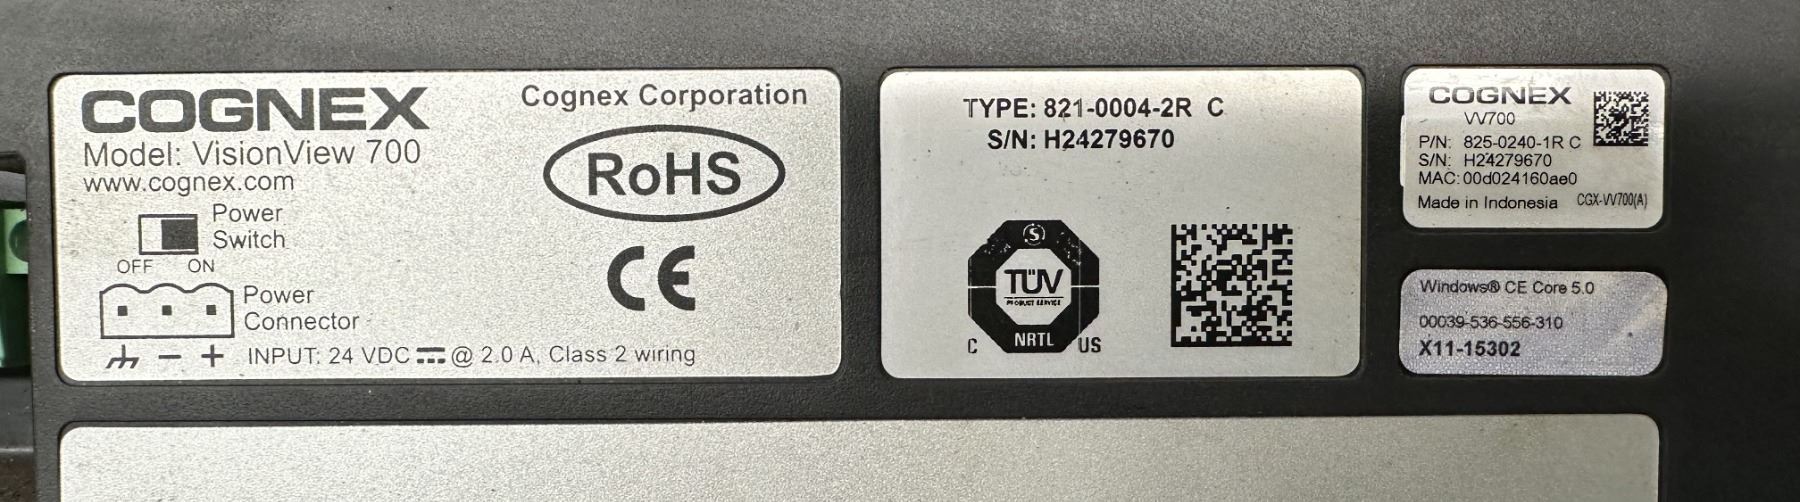 COGNEX
Model: VisionView 700
www.cognex.com
Power
Switch
OFF ON
Power
Connector
− + INPUT: 24 VDC @ 2.0 A, Class 2 wiring
Cognex Corporation
RoHS
CE
TYPE: 821-0004-2R C
S/N: H24279670
S
TÜV
PRODUCT SERVICE
NRTL
C US
COGNEX
VV700
P/N: 825-0240-1R C
S/N: H24279670
MAC: 00d024160ae0
Made in Indonesia CGX-VV700(A)
Windows® CE Core 5.0
00039-536-556-310
X11-15302